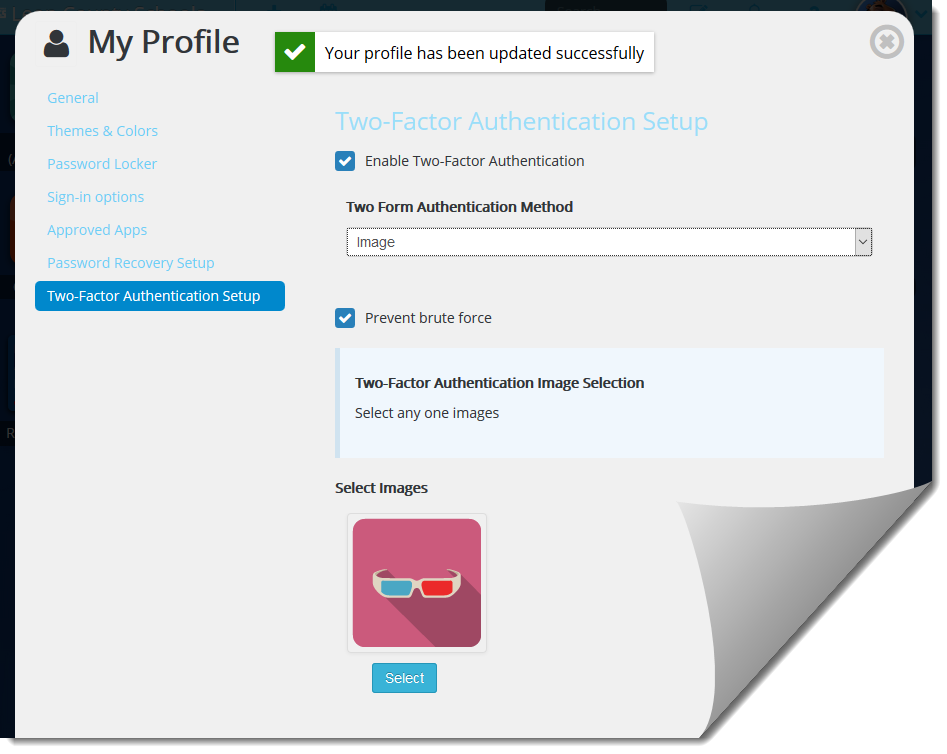 My Profile
Your profile has been updated successfully
General
Themes & Colors
Password Locker
Sign-in options
Approved Apps
Password Recovery Setup
Two-Factor Authentication Setup
Two-Factor Authentication Setup
Enable Two-Factor Authentication
Two Form Authentication Method
Image
Prevent brute force
Two-Factor Authentication Image Selection
Select any one images
Select Images
Select